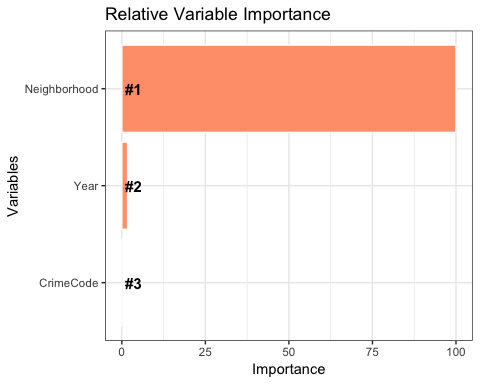 Relative Variable Importance
Variables
Neighborhood
#1
Year
#2
CrimeCode
#3
0 25 50 75 100
Importance